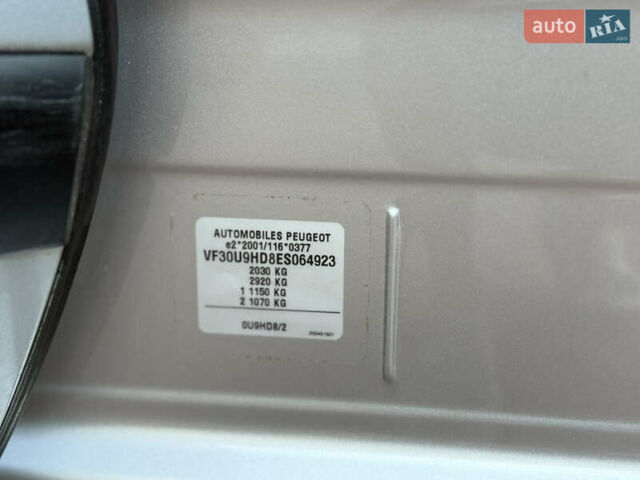 auto RIA
.com
AUTOMOBILES PEUGEOT
e2*2001/116*0377
VF30U9HD8ES064923
2030 KG
2920 KG
1 1150 KG
2 1070 KG
0U9HD8/2